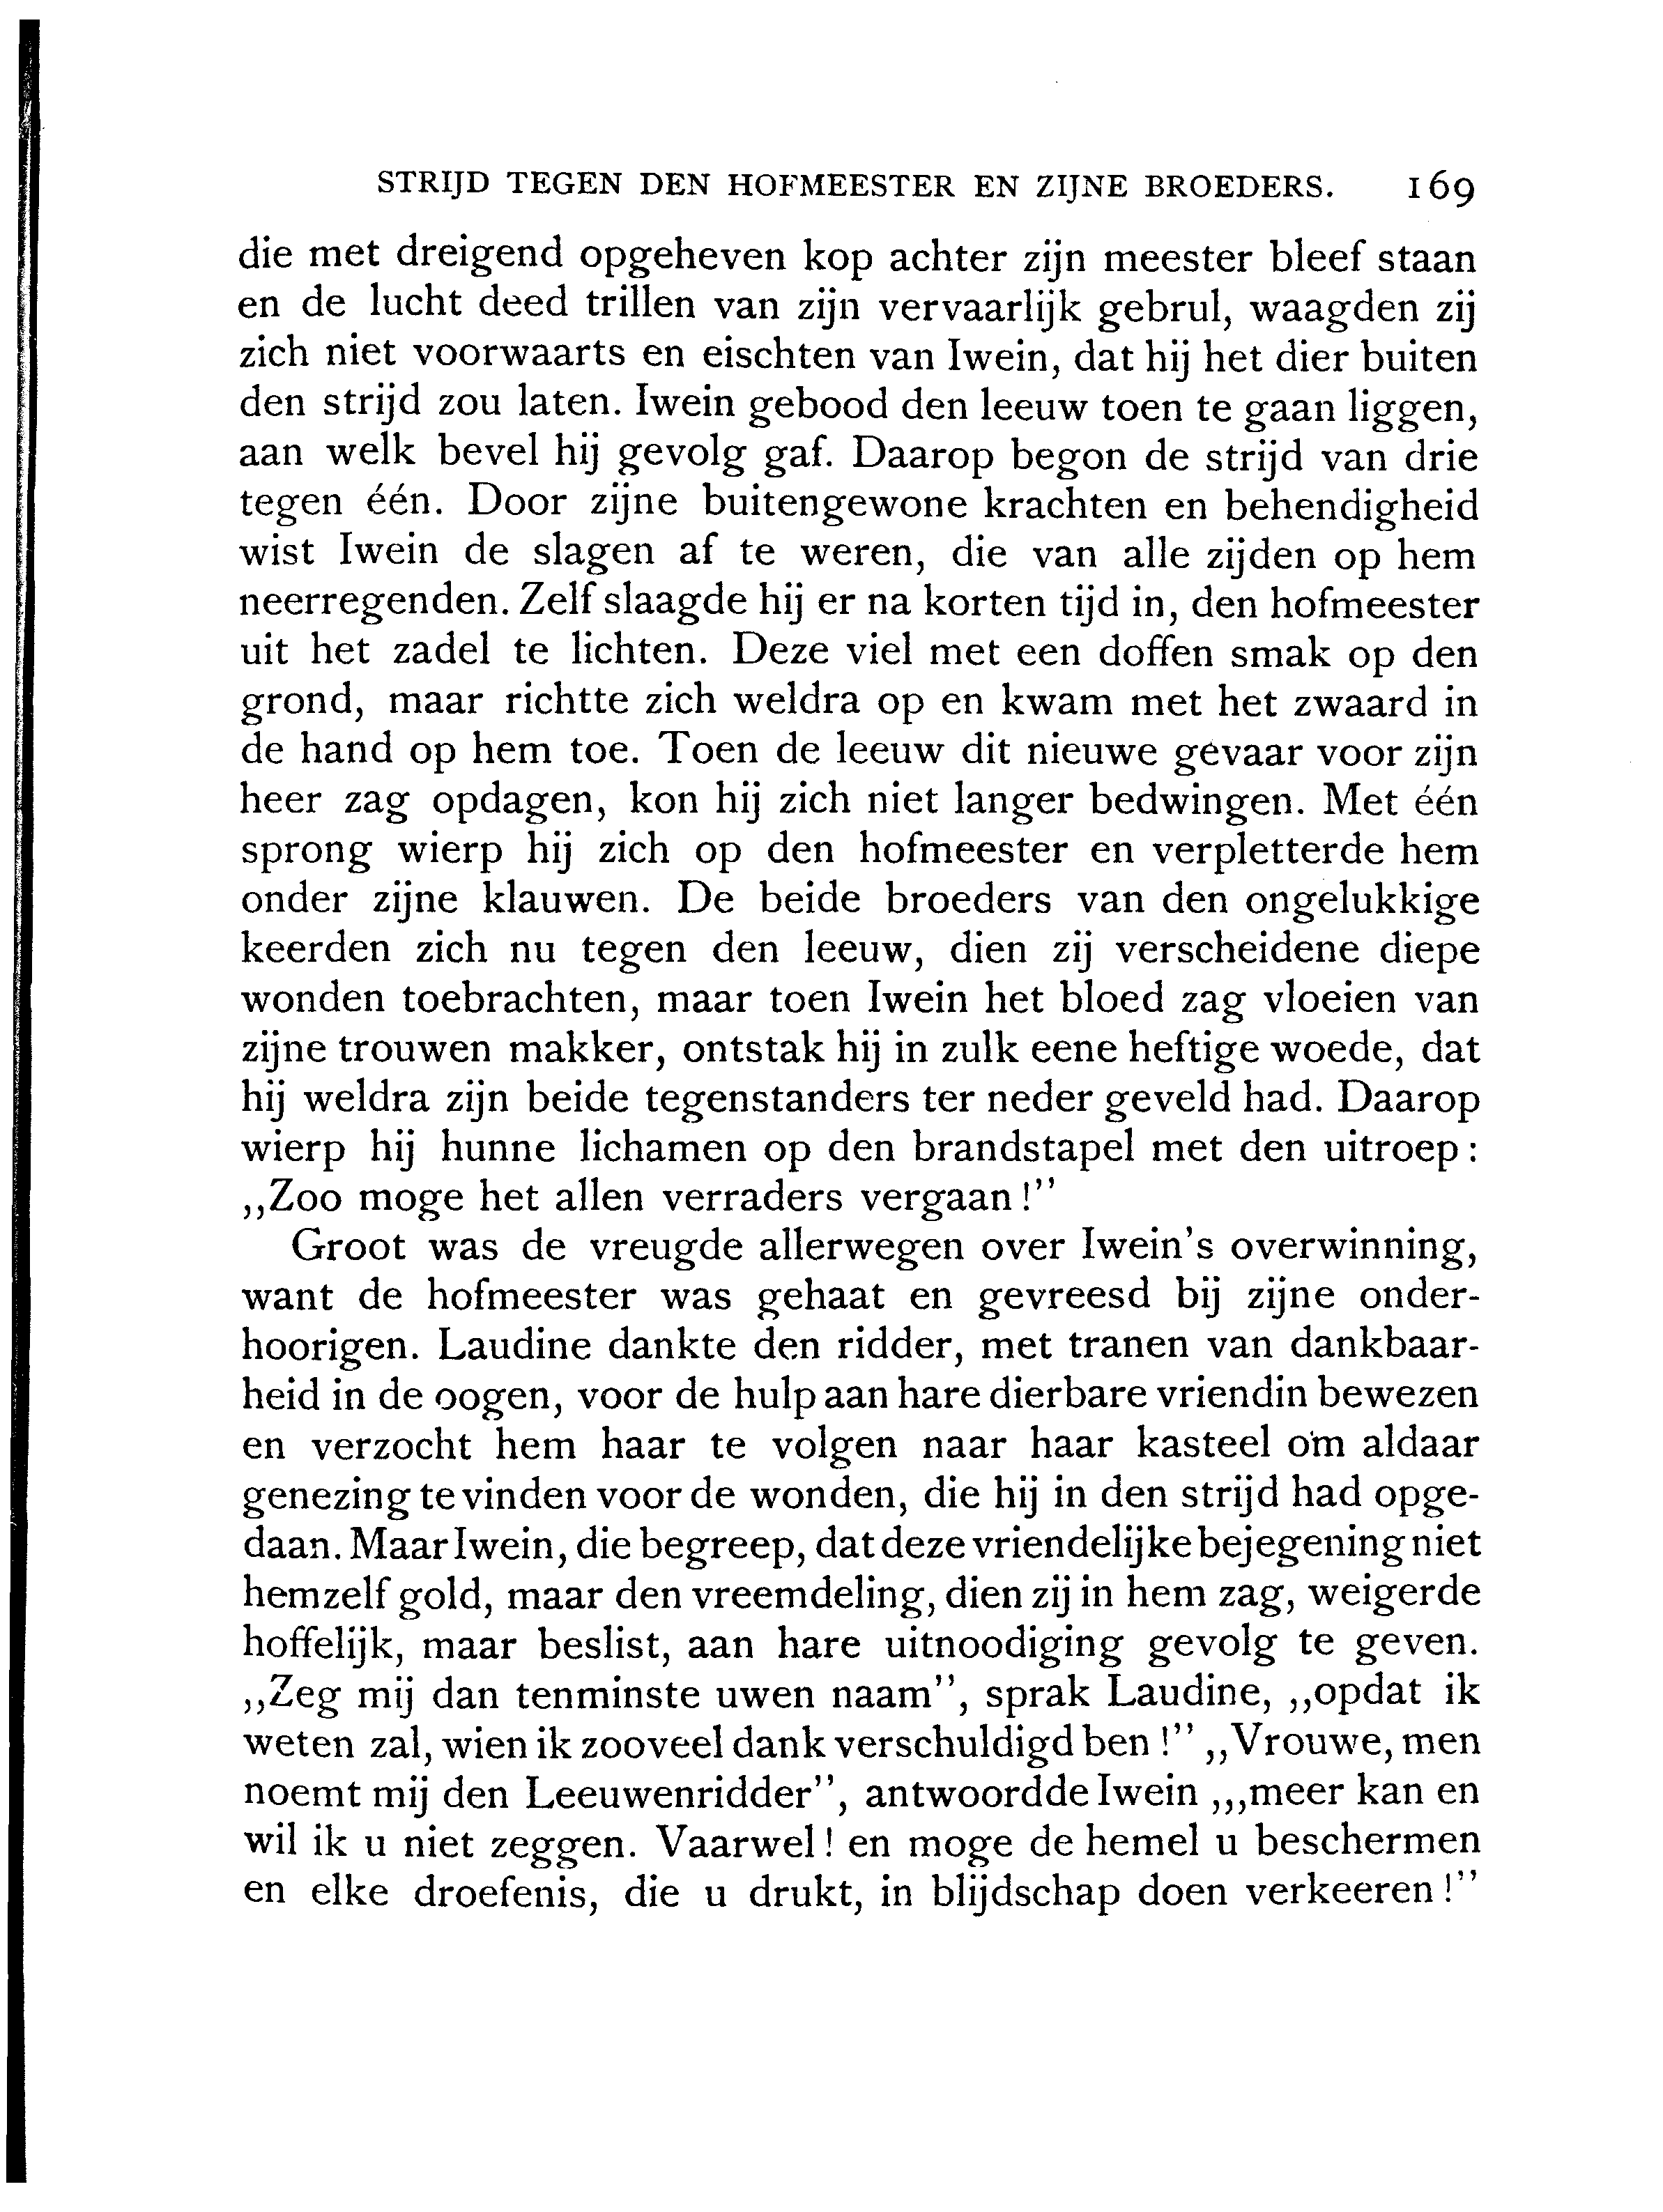 STRIJD TEGEN DEN HOFMEESTER EN ZIJNE BROEDERS. 169
die met dreigend opgeheven kop achter zijn meester bleef staan
en de lucht deed trillen van zijn vervaarlijk gebrul, waagden zij
zich niet voorwaarts en eischten van Iwein, dat hij het dier buiten
den strijd zou laten. Iwein gebood den leeuw toen te gaan liggen,
aan welk bevel hij gevolg gaf. Daarop begon de strijd van drie
tegen één. Door zijne buitengewone krachten en behendigheid
wist Iwein de slagen af te weren, die van alle zijden op hem
neerregenden. Zelf slaagde hij er na korten tijd in, den hofmeester
uit het zadel te lichten. Deze viel met een doffen smak op den
grond, maar richtte zich weldra op en kwam met het zwaard in
de hand op hem toe. Toen de leeuw dit nieuwe gevaar voor zijn
heer zag opdagen, kon hij zich niet langer bedwingen. Met één
sprong wierp hij zich op den hofmeester en verpletterde hem
onder zijne klauwen. De beide broeders van den ongelukkige
keerden zich nu tegen den leeuw, dien zij verscheidene diepe
wonden toebrachten, maar toen Iwein het bloed zag vloeien van
zijne trouwen makker, ontstak hij in zulk eene heftige woede, dat
hij weldra zijn beide tegenstanders ter neder geveld had. Daarop
wierp hij hunne lichamen op den brandstapel met den uitroep:
,,Zoo moge het allen verraders vergaan!”
Groot was de vreugde allerwegen over Iwein's overwinning,
want de hofmeester was gehaat en gevreesd bij zijne onder-
hoorigen. Laudine dankte den ridder, met tranen van dankbaar-
heid in de oogen, voor de hulp aan hare dierbare vriendin bewezen
en verzocht hem haar te volgen naar haar kasteel om aldaar
genezing te vinden voor de wonden, die hij in den strijd had opge-
daan. Maar Iwein, die begreep, dat deze vriendelijke bejegening niet
hemzelf gold, maar den vreemdeling, dien zij in hem zag, weigerde
hoffelijk, maar beslist, aan hare uitnoodiging gevolg te geven.
,,Zeg mij dan tenminste uwen naam”, sprak Laudine, ,,opdat ik
weten zal, wien ik zooveel dank verschuldigd ben!” ,,Vrouwe, men
noemt mij den Leeuwenridder”, antwoordde Iwein ,,,meer kan en
wil ik u niet zeggen. Vaarwel! en moge de hemel u beschermen
en elke droefenis, die u drukt, in blijdschap doen verkeeren!”